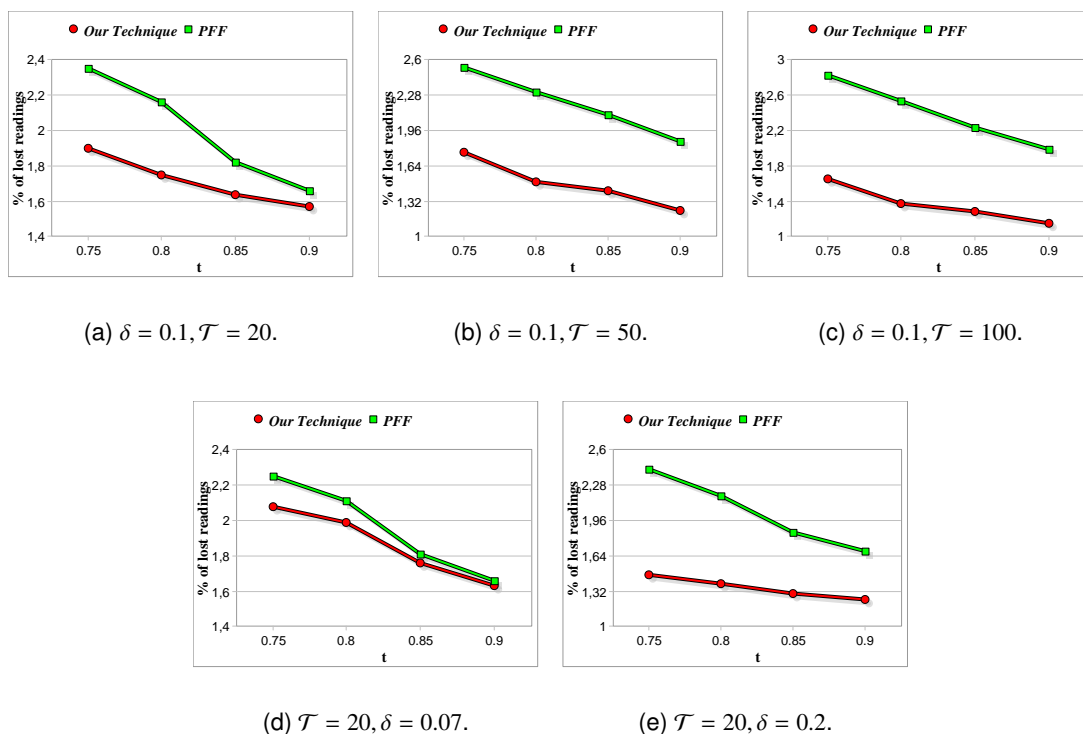 Our Technique PFF
% of lost readings
2,4
2,2
2
1,8
1,6
1,4
0.75 0.8 0.85 0.9
t
(a) δ = 0.1, 𝒯 = 20.
Our Technique PFF
% of lost readings
2,6
2,28
1,96
1,64
1,32
1
0.75 0.8 0.85 0.9
t
(b) δ = 0.1, 𝒯 = 50.
Our Technique PFF
% of lost readings
3
2,6
2,2
1,8
1,4
1
0.75 0.8 0.85 0.9
t
(c) δ = 0.1, 𝒯 = 100.
Our Technique PFF
% of lost readings
2,4
2,2
2
1,8
1,6
1,4
0.75 0.8 0.85 0.9
t
(d) 𝒯 = 20, δ = 0.07.
Our Technique PFF
% of lost readings
2,6
2,28
1,96
1,64
1,32
1
0.75 0.8 0.85 0.9
t
(e) 𝒯 = 20, δ = 0.2.